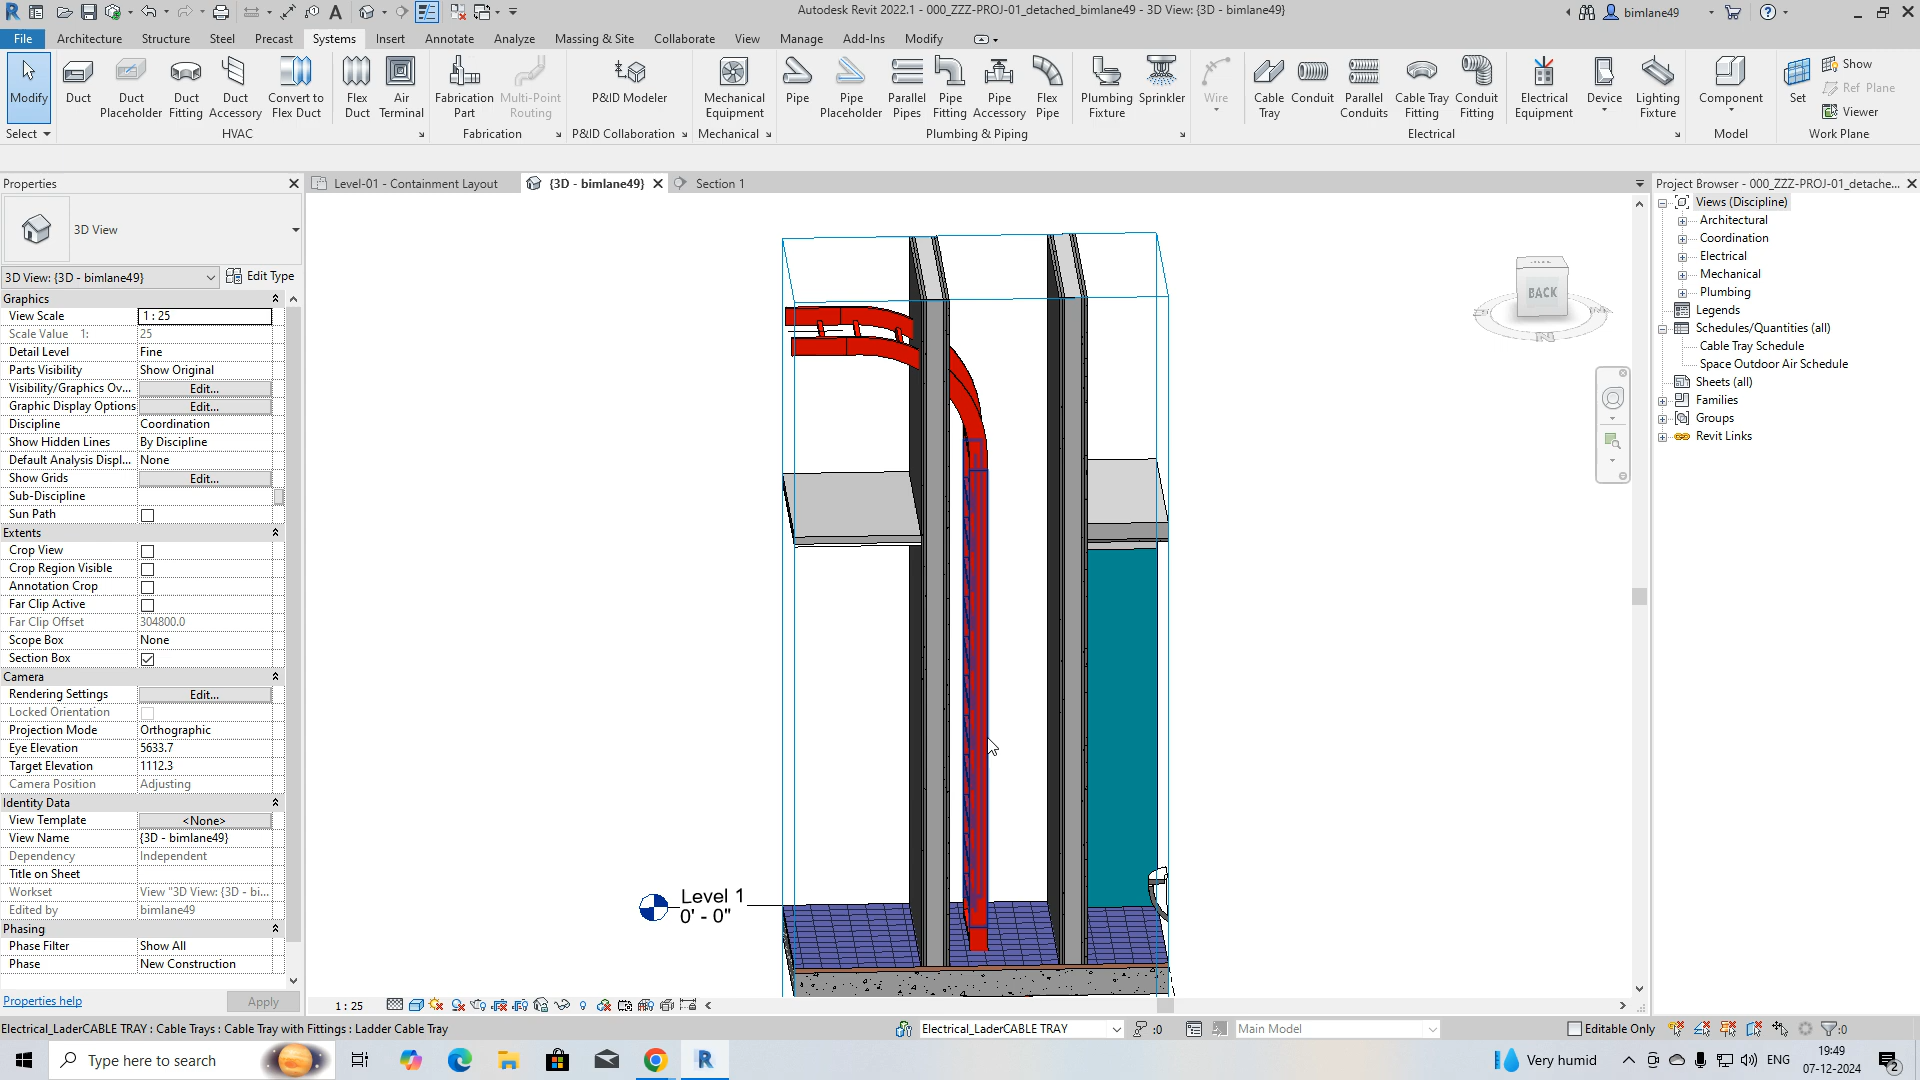 Autodesk Revit 2022.1 - 000_ZZZ-PROJ-01_detached_bimlane49 - 3D View: {3D - bimlane49}
bimlane49
File Architecture Structure Steel Precast Systems Insert Annotate Analyze Massing & Site Collaborate View Manage Add-Ins Modify
Modify
Duct
Duct Placeholder
Duct Fitting
Duct Accessory
Convert to Flex Duct
Flex Duct
Air Terminal
Fabrication Part
Multi-Point Routing
P&ID Modeler
Mechanical Equipment
Pipe
Pipe Placeholder
Parallel Pipes
Pipe Fitting
Pipe Accessory
Flex Pipe
Plumbing Fixture
Sprinkler
Wire
Cable Tray
Conduit
Parallel Conduits
Cable Tray Fitting
Conduit Fitting
Electrical Equipment
Device
Lighting Fixture
Component
Set
Show
Ref Plane
Viewer
Select HVAC Fabrication P&ID Collaboration Mechanical Plumbing & Piping Electrical Model Work Plane
Properties
Level-01 - Containment Layout
{3D - bimlane49}
Section 1
Project Browser - 000_ZZZ-PROJ-01_detache...
3D View
3D View: {3D - bimlane49}
Edit Type
Graphics
View Scale 1 : 25
Scale Value 1: 25
Detail Level Fine
Parts Visibility Show Original
Visibility/Graphics Ov... Edit...
Graphic Display Options Edit...
Discipline Coordination
Show Hidden Lines By Discipline
Default Analysis Displ... None
Show Grids Edit...
Sub-Discipline
Sun Path
Extents
Crop View
Crop Region Visible
Annotation Crop
Far Clip Active
Far Clip Offset 304800.0
Scope Box None
Section Box
Camera
Rendering Settings Edit...
Locked Orientation
Projection Mode Orthographic
Eye Elevation 5633.7
Target Elevation 1112.3
Camera Position Adjusting
Identity Data
View Template <None>
View Name {3D - bimlane49}
Dependency Independent
Title on Sheet
Workset View "3D View: {3D - bi...
Edited by bimlane49
Phasing
Phase Filter Show All
Phase New Construction
Properties help
Apply
BACK
Level 1
0' - 0"
Views (Discipline)
Architectural
Coordination
Electrical
Mechanical
Plumbing
Legends
Schedules/Quantities (all)
Cable Tray Schedule
Space Outdoor Air Schedule
Sheets (all)
Families
Groups
Revit Links
1 : 25
Electrical_LaderCABLE TRAY : Cable Trays : Cable Tray with Fittings : Ladder Cable Tray
Electrical_LaderCABLE TRAY
:0
Main Model
Editable Only
:0
Type here to search
Very humid
ENG
19:49
07-12-2024
2